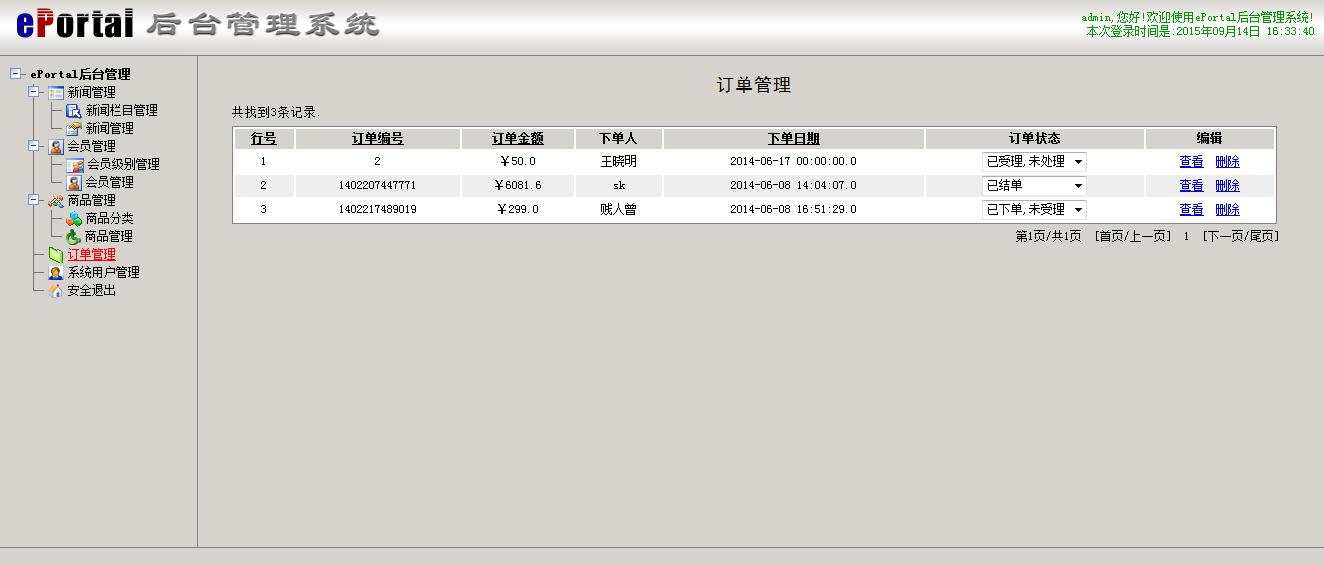 ePortal 后台管理系统
admin,您好!欢迎使用ePortal后台管理系统!
本次登录时间是:2015年09月14日 16:33:40
ePortal后台管理
新闻管理
新闻栏目管理
新闻管理
会员管理
会员级别管理
会员管理
商品管理
商品分类
商品管理
订单管理
系统用户管理
安全退出
订单管理
共找到3条记录.
行号 订单编号 订单金额 下单人 下单日期 订单状态 编辑
1 2 ¥50.0 王晓明 2014-06-17 00:00:00.0 已受理,未处理 查看 删除
2 1402207447771 ¥6081.6 sk 2014-06-08 14:04:07.0 已结单 查看 删除
3 1402217489019 ¥299.0 贱人曾 2014-06-08 16:51:29.0 已下单,未受理 查看 删除
第1页/共1页 [首页/上一页] 1 [下一页/尾页]